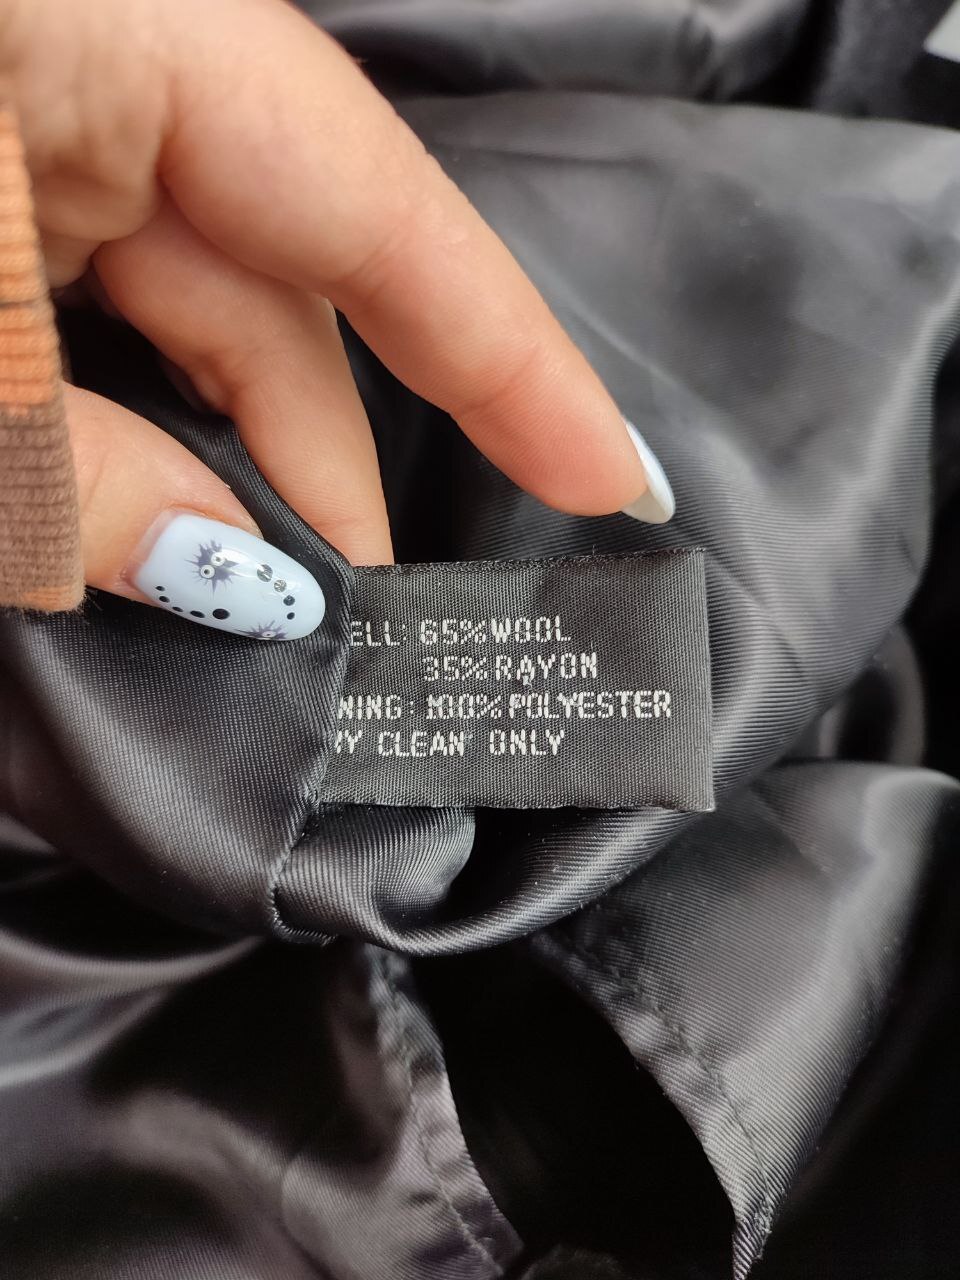 ELL: 65% WOOL
35% RAYON
NING: 100% POLYESTER
Y CLEAN ONLY